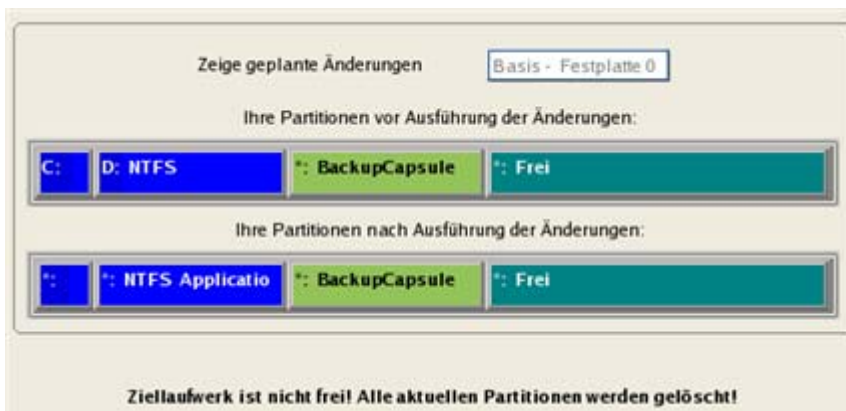 Zeige geplante Änderungen Basis - Festplatte 0
Ihre Partitionen vor Ausführung der Änderungen:
C: D: NTFS *: BackupCapsule *: Frei
Ihre Partitionen nach Ausführung der Änderungen:
*: *: NTFS Applicatio *: BackupCapsule *: Frei
Ziellaufwerk ist nicht frei! Alle aktuellen Partitionen werden gelöscht!